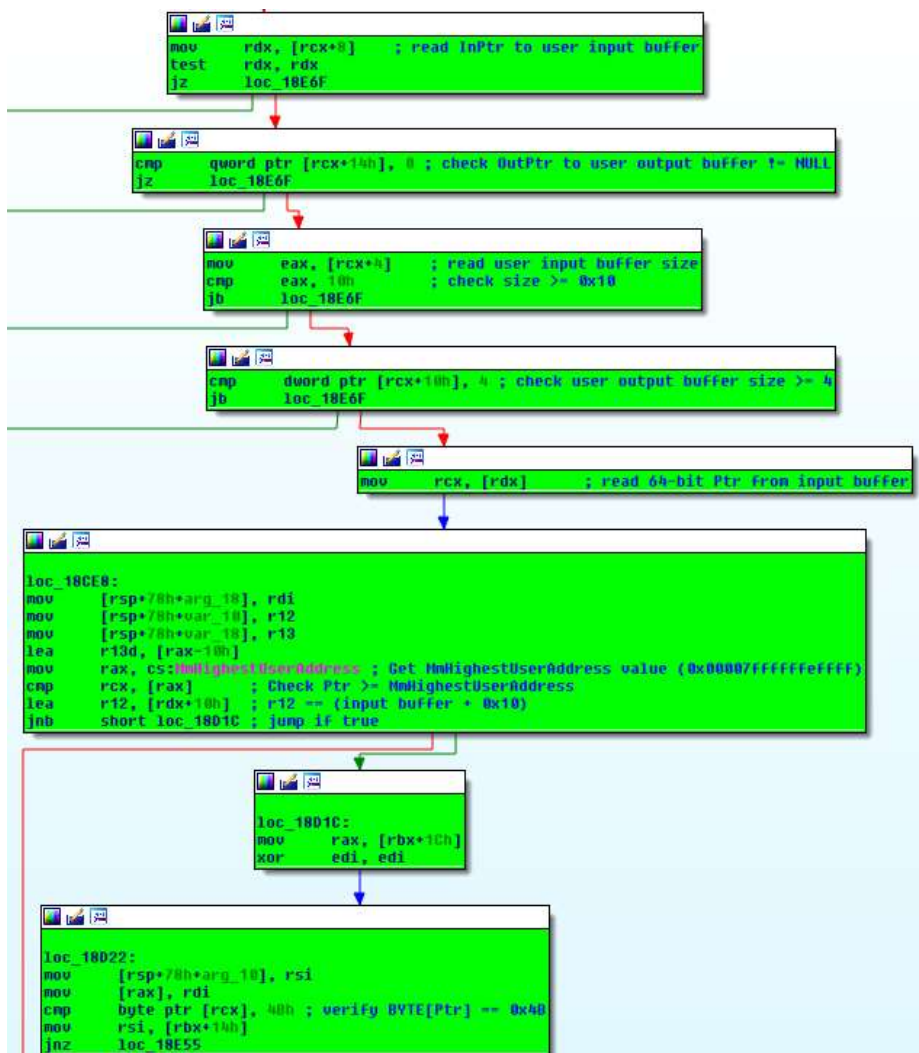 mov rdx, [rcx+8] ; read InPtr to user input buffer
test rdx, rdx
jz loc_18E6F
cmp qword ptr [rcx+14h], 0 ; check OutPtr to user output buffer != NULL
jz loc_18E6F
mov eax, [rcx+4] ; read user input buffer size
cmp eax, 10h ; check size >= 0x10
jb loc_18E6F
cmp dword ptr [rcx+10h], 4 ; check user output buffer size >= 4
jb loc_18E6F
mov rcx, [rdx] ; read 64-bit Ptr from input buffer
loc_18CE8:
mov [rsp+78h+arg_18], rdi
mov [rsp+78h+var_10], r12
mov [rsp+78h+var_18], r13
lea r13d, [rax-10h]
mov rax, cs:MmHighestUserAddress ; Get MmHighestUserAddress value (0x00007ffffffeffff)
cmp rcx, [rax] ; Check Ptr >= MmHighestUserAddress
lea r12, [rdx+10h] ; r12 == (input buffer + 0x10)
jnb short loc_18D1C ; jump if true
loc_18D1C:
mov rax, [rbx+1Ch]
xor edi, edi
loc_18D22:
mov [rsp+78h+arg_10], rsi
mov [rax], rdi
cmp byte ptr [rcx], 4Bh ; verify BYTE[Ptr] == 0x4B
mov rsi, [rbx+14h]
jnz loc_18E55